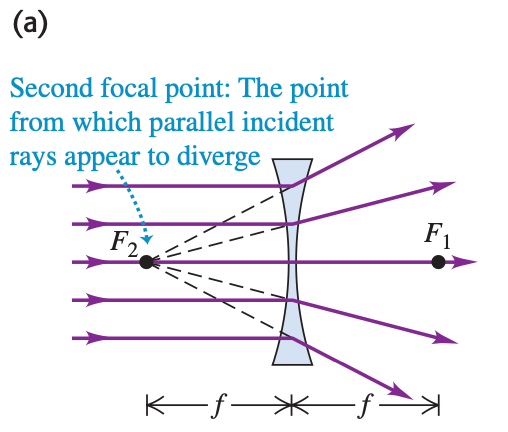 (a)
Second focal point: The point
from which parallel incident
rays appear to diverge
F₂
F₁
f
f